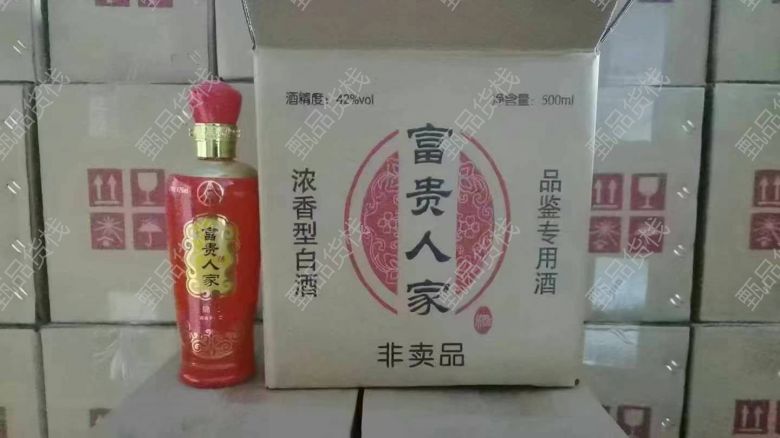 酒精度：42%vol
净含量：500ml
浓香型白酒
富贵人家
品鉴专用酒
非卖品
富贵人家
甄品货栈